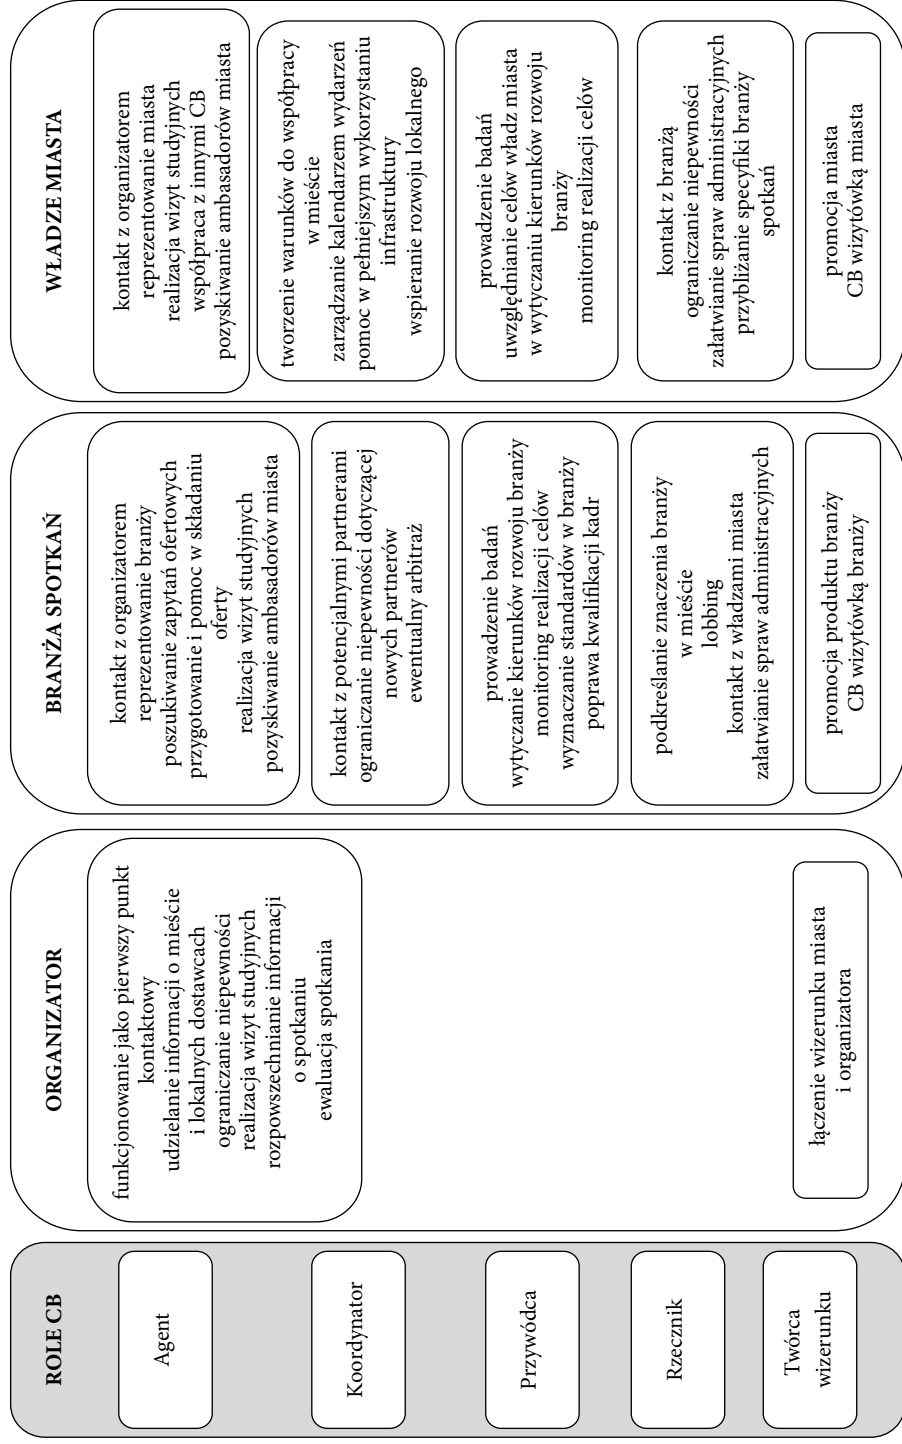 ROLE CB
Agent
Koordynator
Przywódca
Rzecznik
Twórca
wizerunku
ORGANIZATOR
funkcjonowanie jako pierwszy punkt
kontaktowy
udzielanie informacji o mieście
i lokalnych dostawcach
ograniczanie niepewności
realizacja wizyt studyjnych
rozpowszechnianie informacji
o spotkaniu
ewaluacja spotkania
łączenie wizerunku miasta
i organizatora
BRANŻA SPOTKAŃ
kontakt z organizatorem
reprezentowanie branży
poszukiwanie zapytań ofertowych
przygotowanie i pomoc w składaniu
oferty
realizacja wizyt studyjnych
pozyskiwanie ambasadorów miasta
kontakt z potencjalnymi partnerami
ograniczanie niepewności dotyczącej
nowych partnerów
ewentualny arbitraż
prowadzenie badań
wytyczanie kierunków rozwoju branży
monitoring realizacji celów
wyznaczanie standardów w branży
poprawa kwalifikacji kadr
podkreślanie znaczenia branży
w mieście
lobbing
kontakt z władzami miasta
załatwianie spraw administracyjnych
promocja produktu branży
CB wizytówką branży
WŁADZE MIASTA
kontakt z organizatorem
reprezentowanie miasta
realizacja wizyt studyjnych
współpraca z innymi CB
pozyskiwanie ambasadorów miasta
tworzenie warunków do współpracy
w mieście
zarządzanie kalendarzem wydarzeń
pomoc w pełniejszym wykorzystaniu
infrastruktury
wspieranie rozwoju lokalnego
prowadzenie badań
uwzględnianie celów władz miasta
w wytyczaniu kierunków rozwoju
branży
monitoring realizacji celów
kontakt z branżą
ograniczanie niepewności
załatwianie spraw administracyjnych
przybliżanie specyfiki branży
spotkań
promocja miasta
CB wizytówką miasta